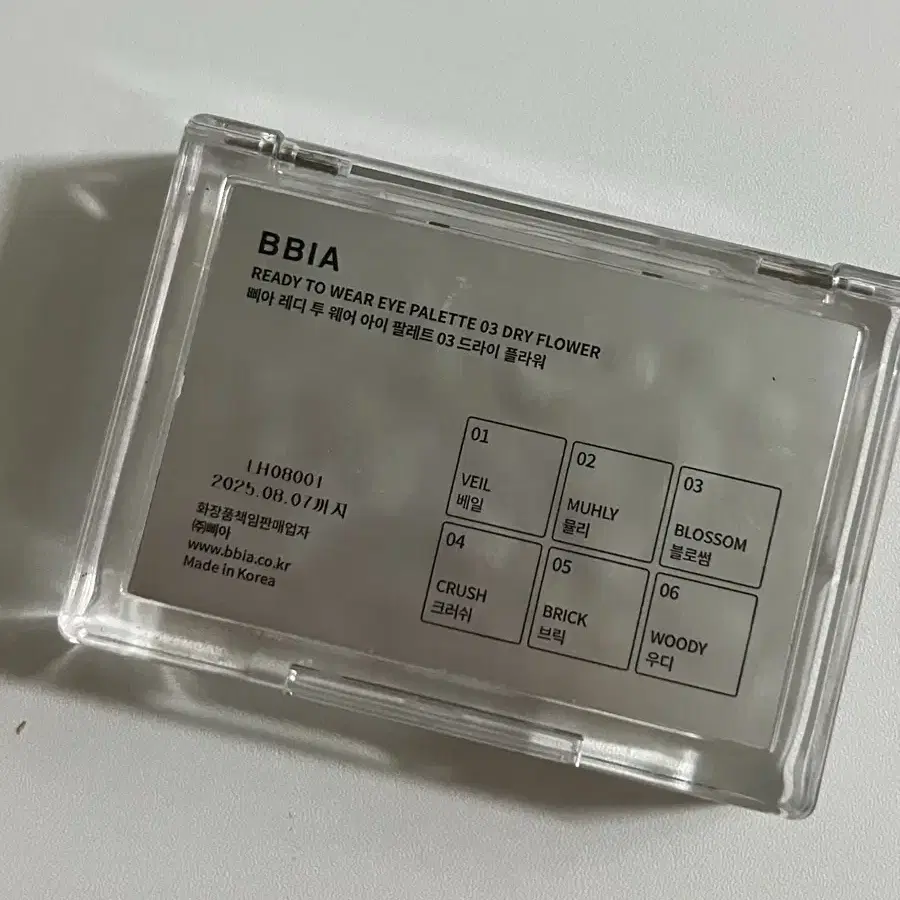 BBIA
READY TO WEAR EYE PALETTE 03 DRY FLOWER
삐아 레디 투 웨어 아이 팔레트 03 드라이 플라워
LH08001
2025.08.07까지
화장품책임판매업자
㈜삐아
www.bbia.co.kr
Made in Korea
01
VEIL
베일
02
MUHLY
뮬리
03
BLOSSOM
블로썸
04
CRUSH
크러쉬
05
BRICK
브릭
06
WOODY
우디